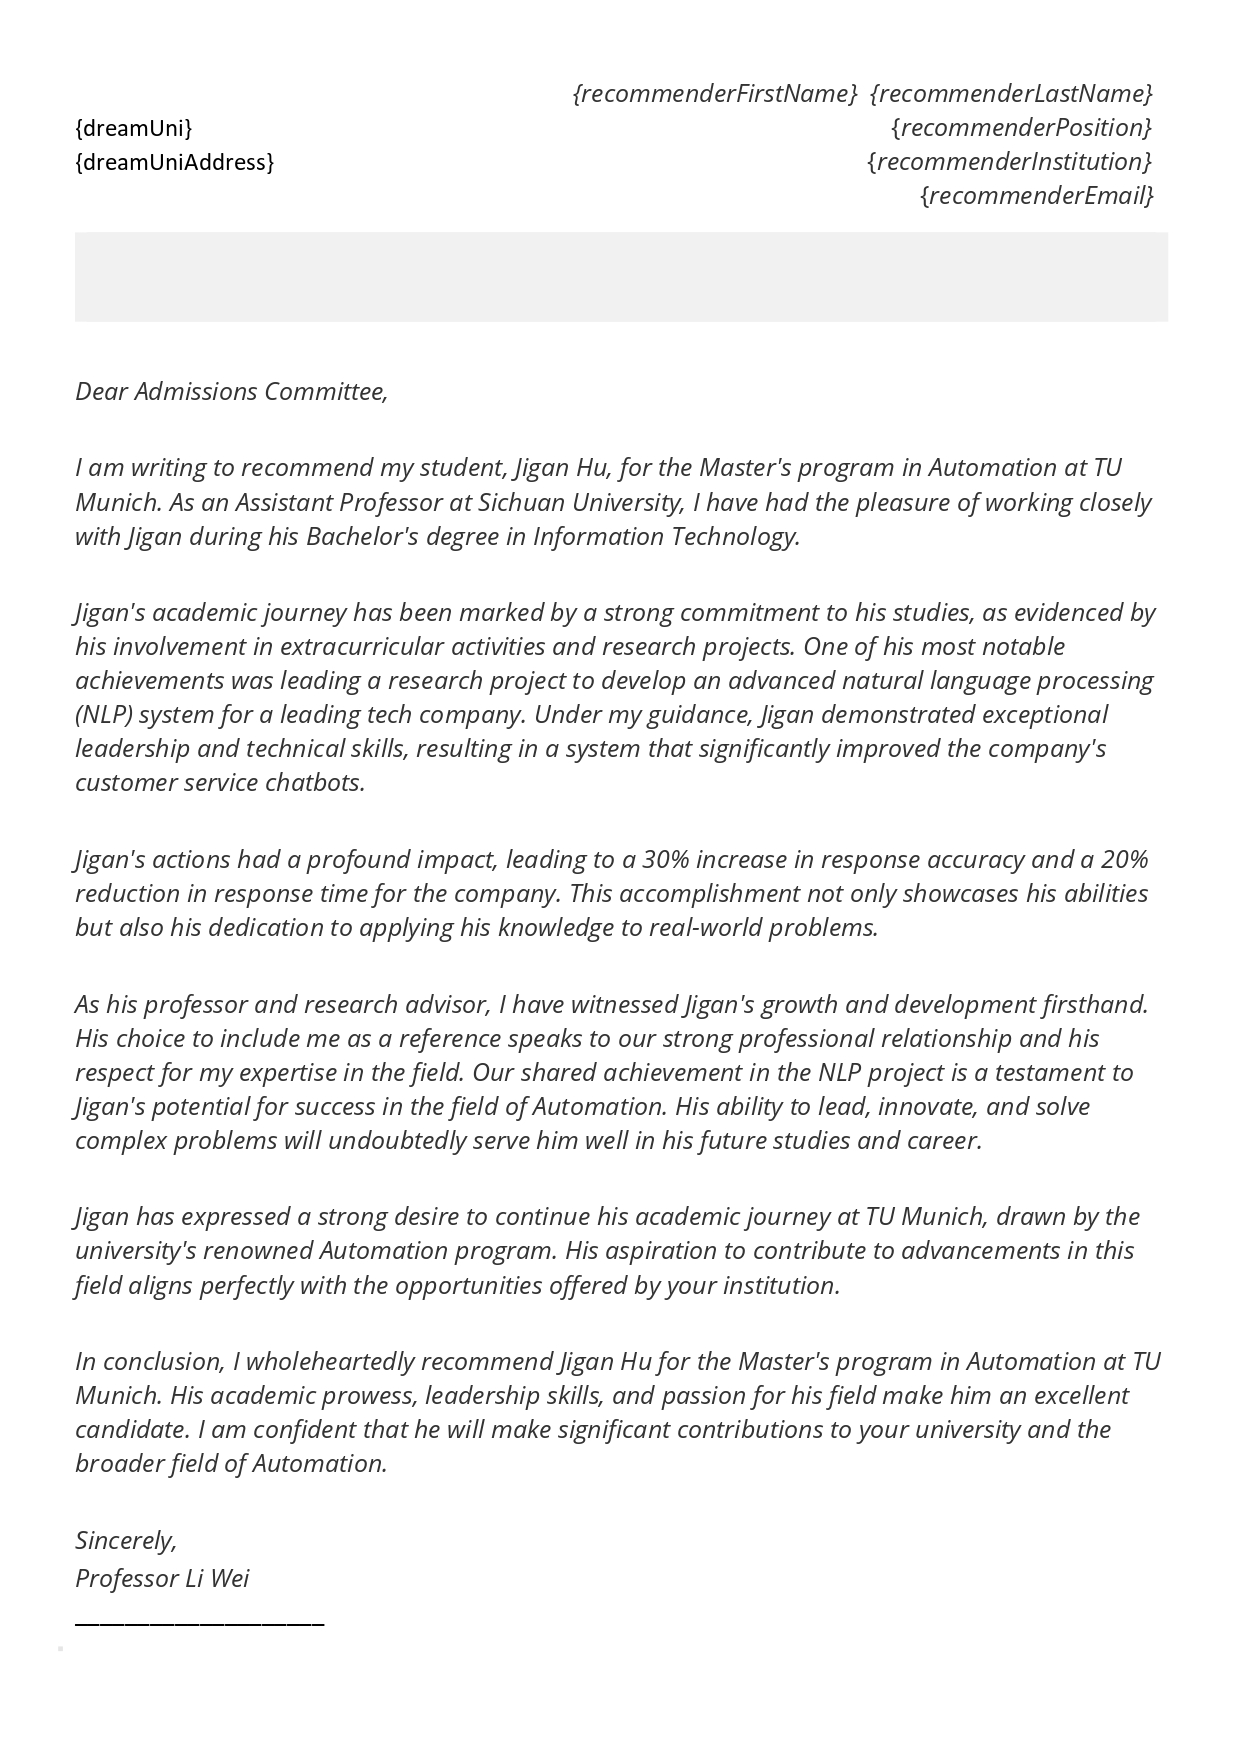 {recommenderFirstName} {recommenderLastName}
{dreamUni}
{recommenderPosition}
{dreamUniAddress}
{recommenderInstitution}
{recommenderEmail}
Dear Admissions Committee,
I am writing to recommend my student, Jigan Hu, for the Master's program in Automation at TU
Munich. As an Assistant Professor at Sichuan University, I have had the pleasure of working closely
with Jigan during his Bachelor's degree in Information Technology.
Jigan's academic journey has been marked by a strong commitment to his studies, as evidenced by
his involvement in extracurricular activities and research projects. One of his most notable
achievements was leading a research project to develop an advanced natural language processing
(NLP) system for a leading tech company. Under my guidance, Jigan demonstrated exceptional
leadership and technical skills, resulting in a system that significantly improved the company's
customer service chatbots.
Jigan's actions had a profound impact, leading to a 30% increase in response accuracy and a 20%
reduction in response time for the company. This accomplishment not only showcases his abilities
but also his dedication to applying his knowledge to real-world problems.
As his professor and research advisor, I have witnessed Jigan's growth and development firsthand.
His choice to include me as a reference speaks to our strong professional relationship and his
respect for my expertise in the field. Our shared achievement in the NLP project is a testament to
Jigan's potential for success in the field of Automation. His ability to lead, innovate, and solve
complex problems will undoubtedly serve him well in his future studies and career.
Jigan has expressed a strong desire to continue his academic journey at TU Munich, drawn by the
university's renowned Automation program. His aspiration to contribute to advancements in this
field aligns perfectly with the opportunities offered by your institution.
In conclusion, I wholeheartedly recommend Jigan Hu for the Master's program in Automation at TU
Munich. His academic prowess, leadership skills, and passion for his field make him an excellent
candidate. I am confident that he will make significant contributions to your university and the
broader field of Automation.
Sincerely,
Professor Li Wei
____________________